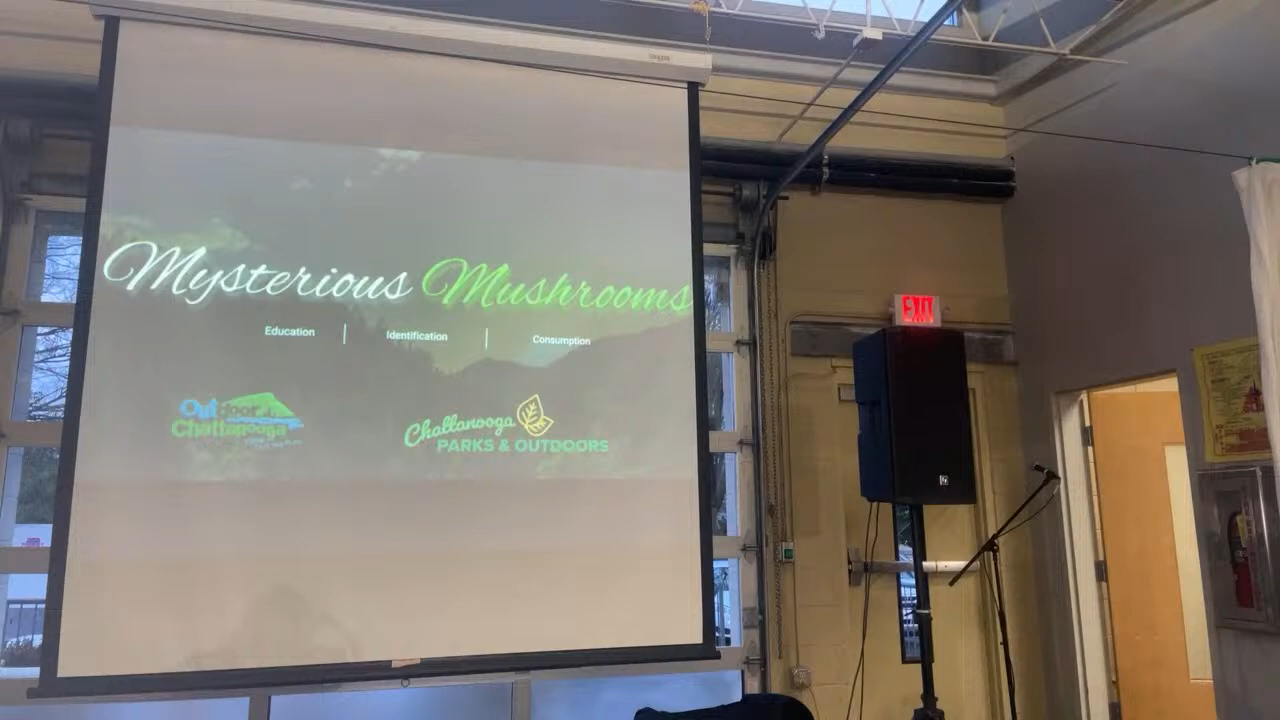 Mysterious Mushrooms
Education | Identification | Consumption
Outdoor
Chattanooga
Chattanooga
PARKS & OUTDOORS
EXIT